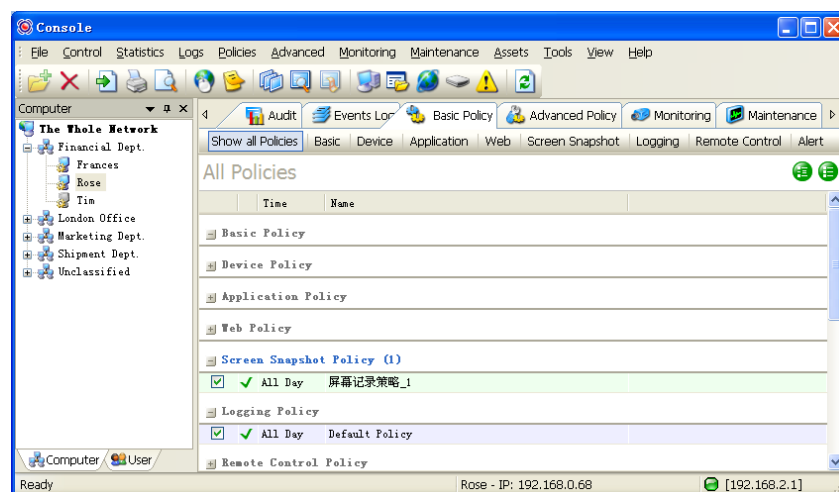 Console
File Control Statistics Logs Policies Advanced Monitoring Maintenance Assets Tools View Help
Computer
The Whole Network
Financial Dept.
Frances
Rose
Tim
London Office
Marketing Dept.
Shipment Dept.
Unclassified
Computer User
Audit Events Log Basic Policy Advanced Policy Monitoring Maintenance
Show all Policies Basic Device Application Web Screen Snapshot Logging Remote Control Alert
All Policies
Time Name
Basic Policy
Device Policy
Application Policy
Web Policy
Screen Snapshot Policy (1)
All Day 屏幕记录策略_1
Logging Policy
All Day Default Policy
Remote Control Policy
Ready Rose - IP: 192.168.0.68 [192.168.2.1]